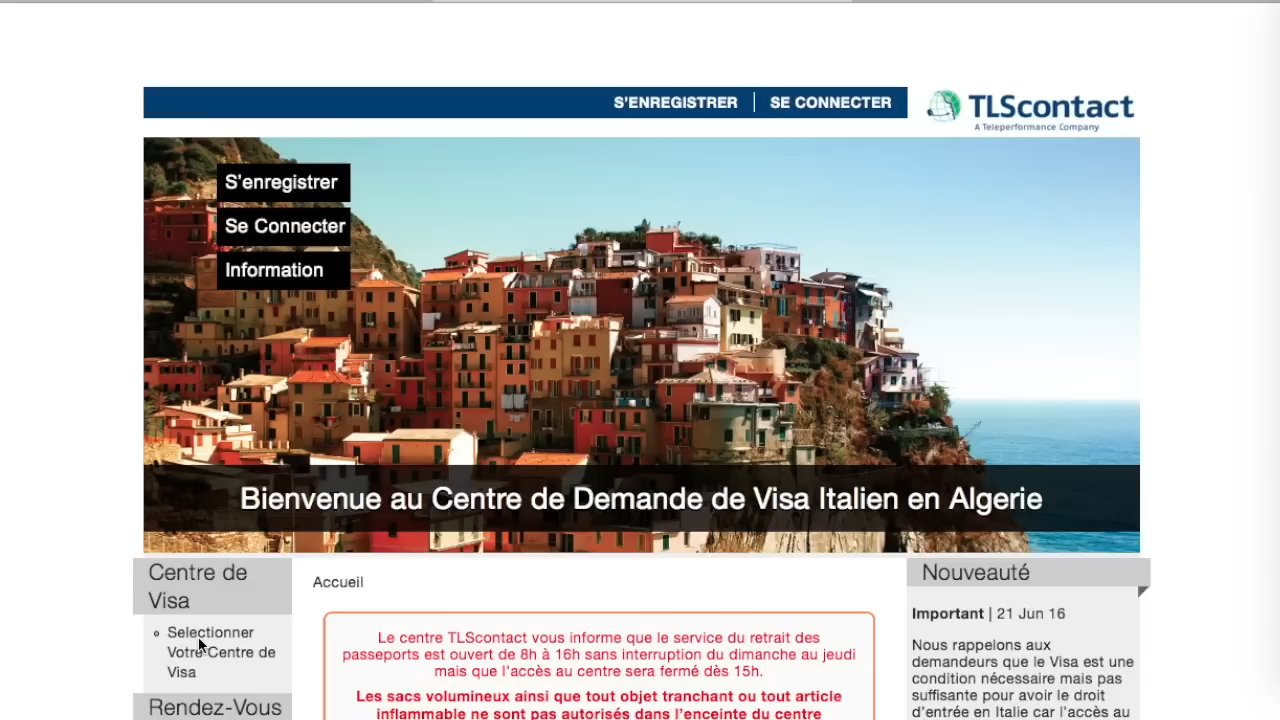 S'ENREGISTRER
SE CONNECTER
TLScontact
A Teleperformance Company
S'enregistrer
Se Connecter
Information
Bienvenue au Centre de Demande de Visa Italien en Algerie
Centre de
Visa
Selectionner
Votre Centre de
Visa
Rendez-Vous
Accueil
Le centre TLScontact vous informe que le service du retrait des
passeports est ouvert de 8h à 16h sans interruption du dimanche au jeudi
mais que l'accès au centre sera fermé dès 15h.
Les sacs volumineux ainsi que tout objet tranchant ou tout article
inflammable ne sont pas autorisés dans l'enceinte du centre
Nouveauté
Important | 21 Jun 16
Nous rappelons aux
demandeurs que le Visa est une
condition nécessaire mais pas
suffisante pour avoir le droit
d'entrée en Italie car l'accès au